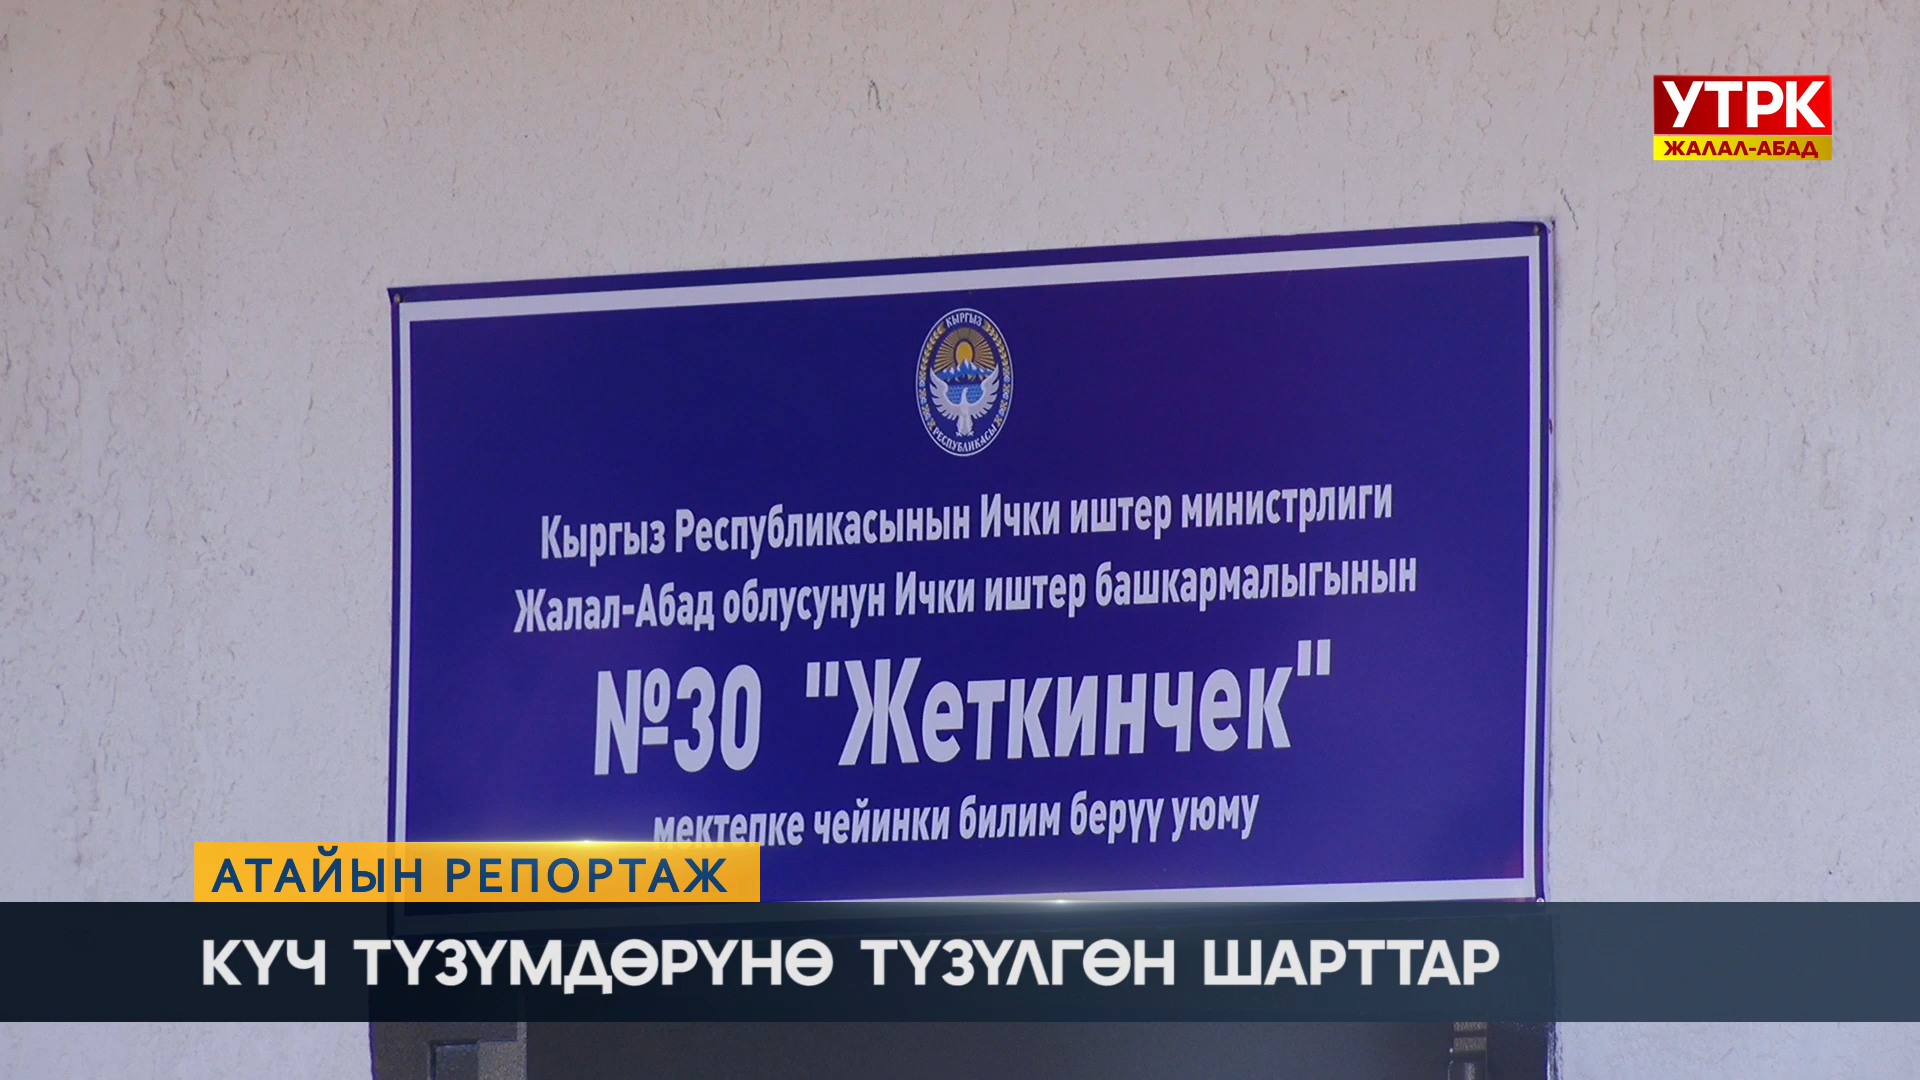 УТРК
ЖАЛАЛ-АБАД
КЫРГЫЗ
РЕСПУБЛИКАСЫ
Кыргыз Республикасынын Ички иштер министрлиги
Жалал-Абад облусунун Ички иштер башкармалыгынын
№30 "Жеткинчек"
мектепке чейинки билим берүү уюму
АТАЙЫН РЕПОРТАЖ
КҮЧ ТҮЗҮМДӨРҮНӨ ТҮЗҮЛГӨН ШАРТТАР